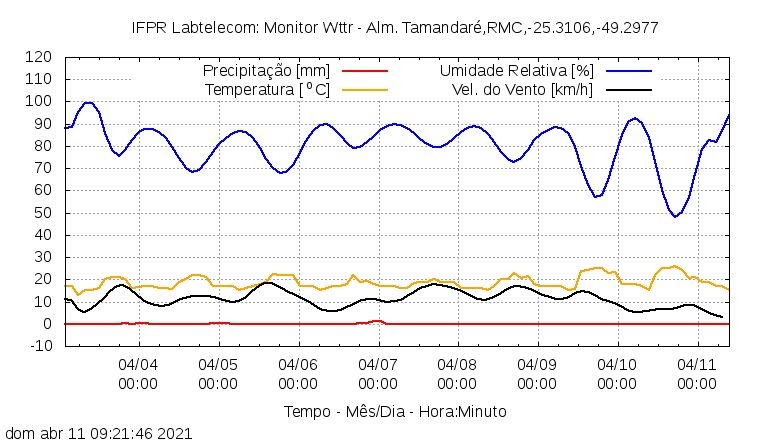 IFPR Labtelecom: Monitor Wttr - Alm. Tamandaré,RMC,-25.3106,-49.2977
Precipitação [mm]
Temperatura [⁰C]
Umidade Relativa [%]
Vel. do Vento [km/h]
120
110
100
90
80
70
60
50
40
30
20
10
0
-10
04/04 04/05 04/06 04/07 04/08 04/09 04/10 04/11
00:00 00:00 00:00 00:00 00:00 00:00 00:00 00:00
Tempo - Mês/Dia - Hora:Minuto
dom abr 11 09:21:46 2021